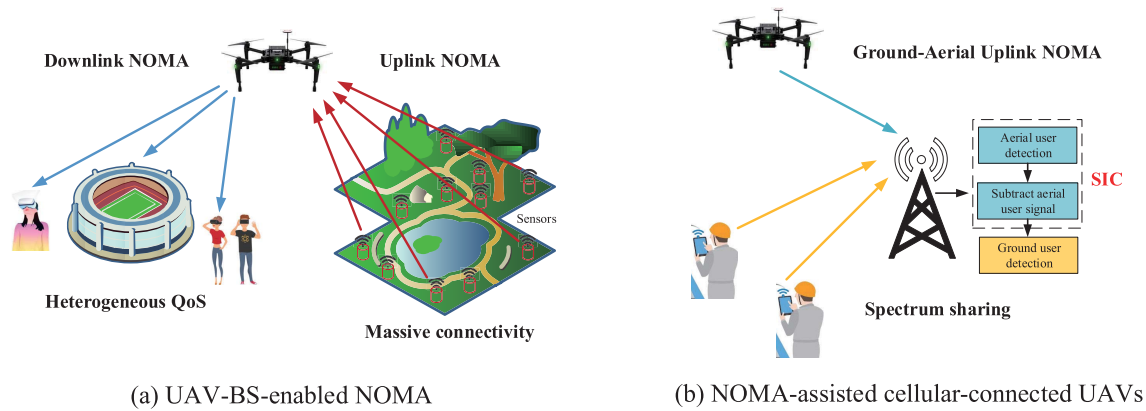 Downlink NOMA
Uplink NOMA
Sensors
Heterogeneous QoS
Massive connectivity
(a) UAV-BS-enabled NOMA
Ground-Aerial Uplink NOMA
Aerial user
detection
SIC
Subtract aerial
user signal
Ground user
detection
Spectrum sharing
(b) NOMA-assisted cellular-connected UAVs